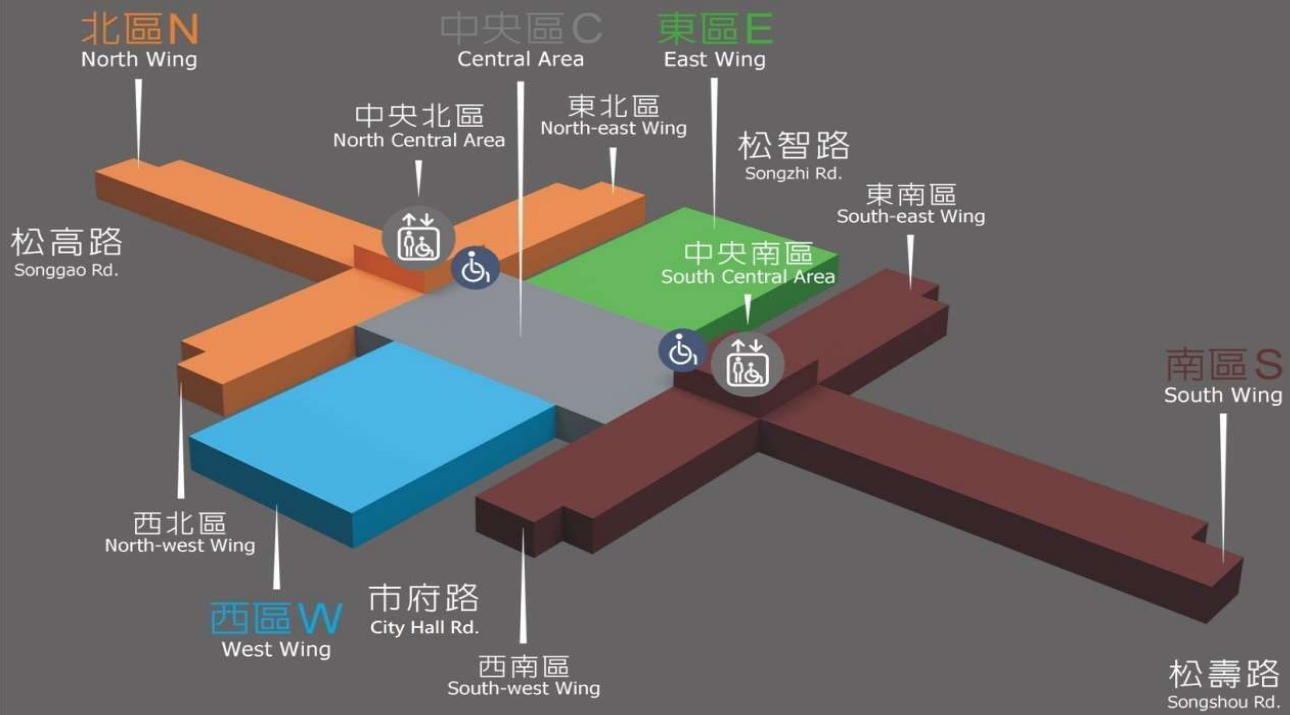 北區N
North Wing
中央區C
Central Area
東區E
East Wing
中央北區
North Central Area
東北區
North-east Wing
松智路
Songzhi Rd.
東南區
South-east Wing
松高路
Songgao Rd.
中央南區
South Central Area
南區S
South Wing
西北區
North-west Wing
西區W
West Wing
市府路
City Hall Rd.
西南區
South-west Wing
松壽路
Songshou Rd.